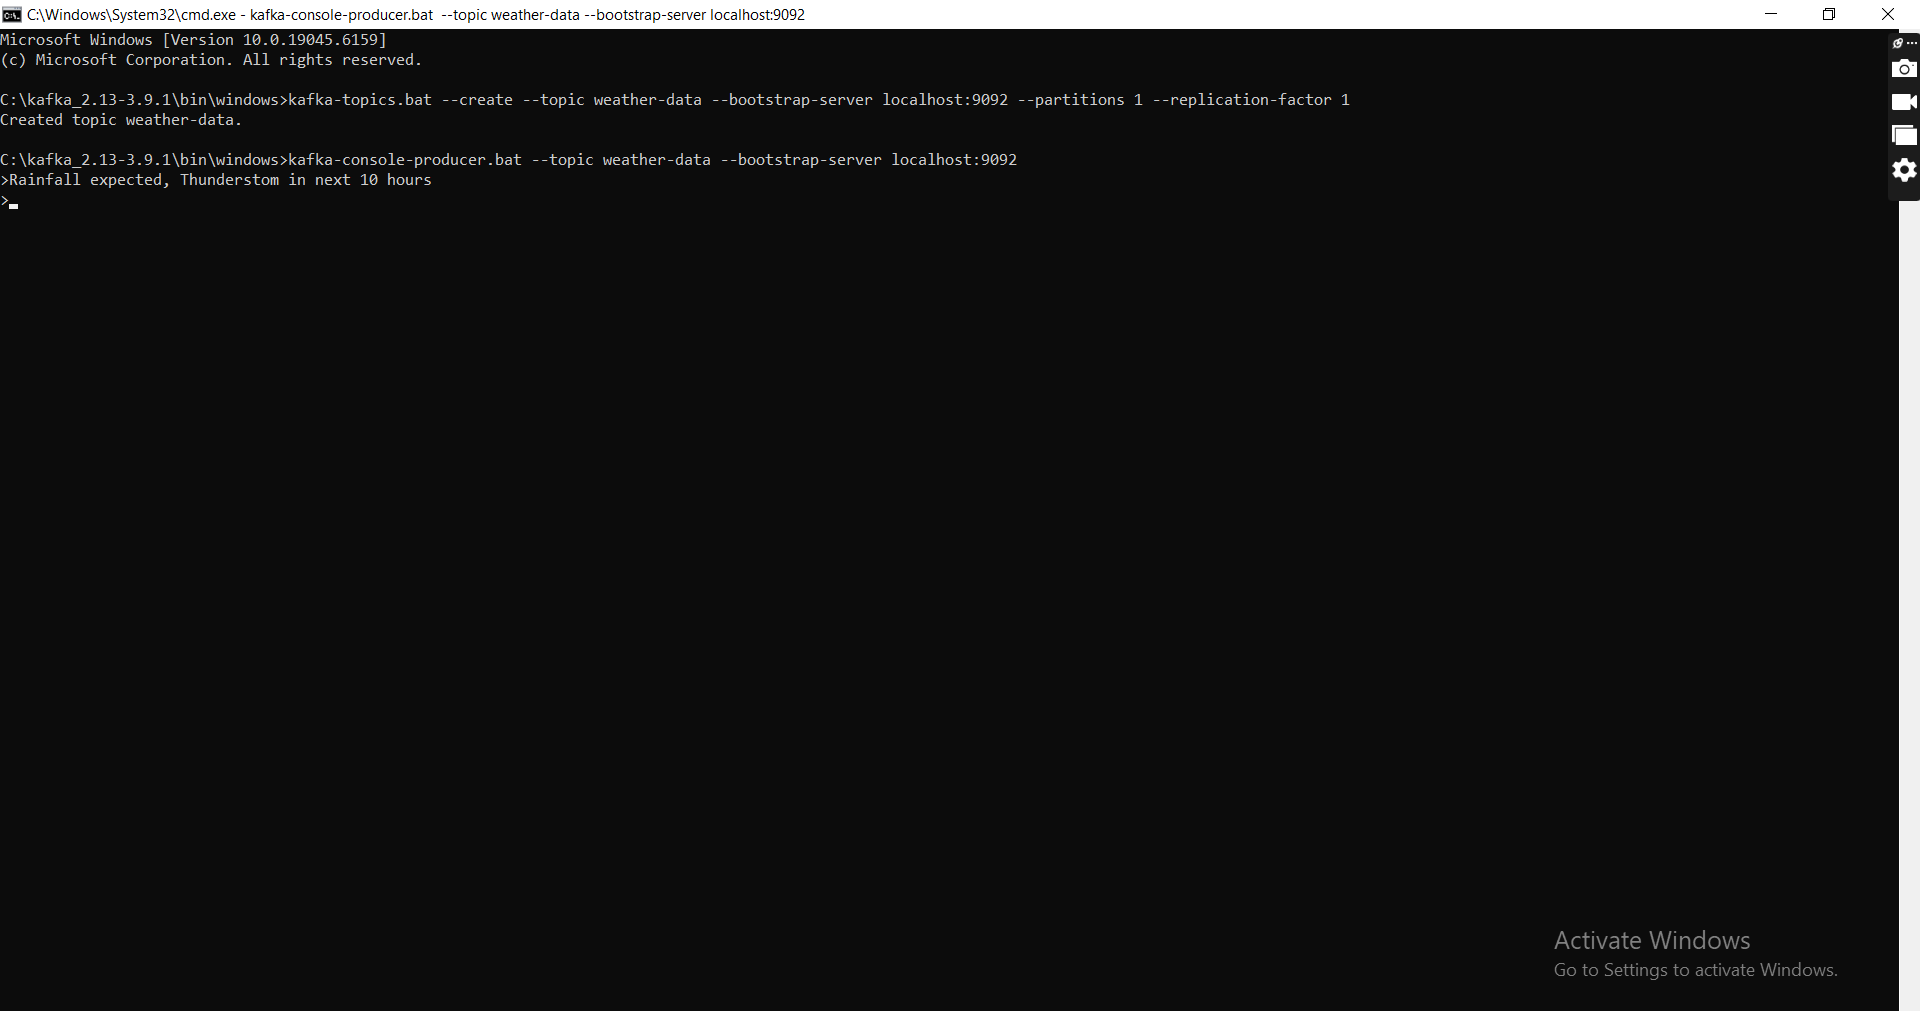 C:\Windows\System32\cmd.exe - kafka-console-producer.bat  --topic weather-data --bootstrap-server localhost:9092
Microsoft Windows [Version 10.0.19045.6159]
(c) Microsoft Corporation. All rights reserved.
C:\kafka_2.13-3.9.1\bin\windows>kafka-topics.bat --create --topic weather-data --bootstrap-server localhost:9092 --partitions 1 --replication-factor 1
Created topic weather-data.
C:\kafka_2.13-3.9.1\bin\windows>kafka-console-producer.bat --topic weather-data --bootstrap-server localhost:9092
>Rainfall expected, Thunderstom in next 10 hours
>
Activate Windows
Go to Settings to activate Windows.